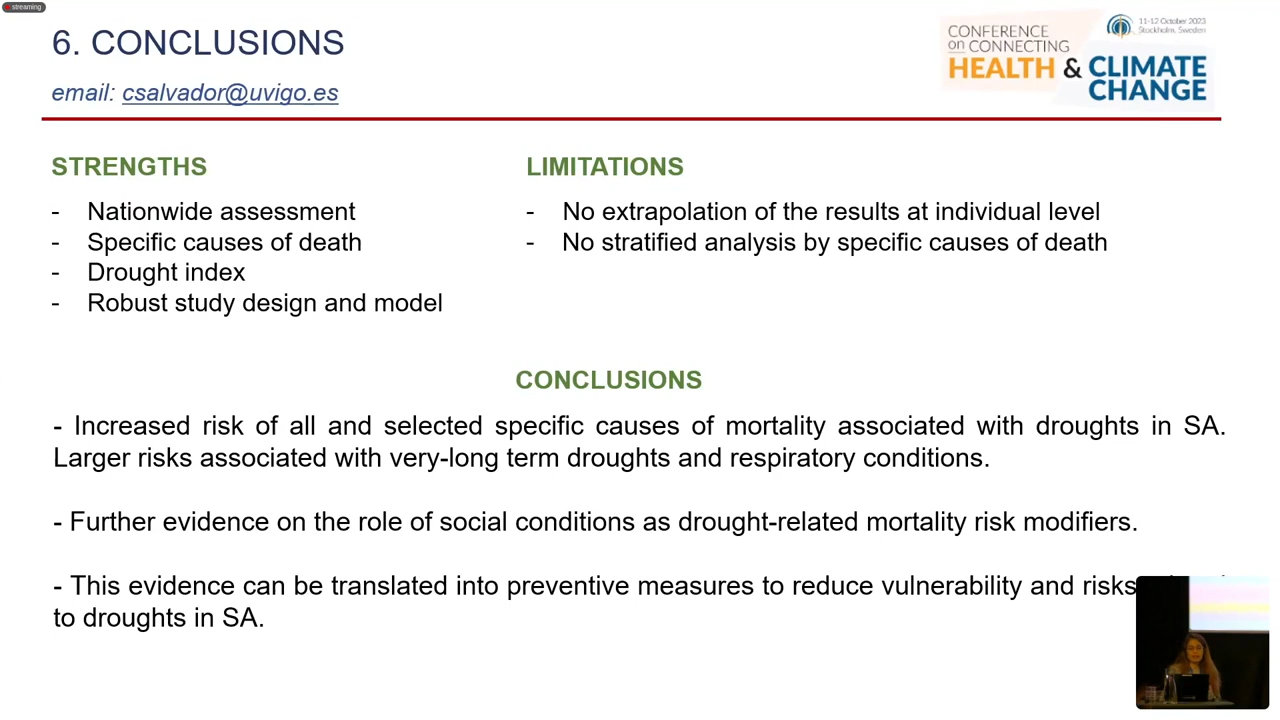 streaming
6. CONCLUSIONS
email: csalvador@uvigo.es
CONFERENCE
on CONNECTING
HEALTH & CLIMATE
CHANGE
11-12 October 2023
Stockholm, Sweden
STRENGTHS
- Nationwide assessment
- Specific causes of death
- Drought index
- Robust study design and model
LIMITATIONS
- No extrapolation of the results at individual level
- No stratified analysis by specific causes of death
CONCLUSIONS
- Increased risk of all and selected specific causes of mortality associated with droughts in SA.
Larger risks associated with very-long term droughts and respiratory conditions.
- Further evidence on the role of social conditions as drought-related mortality risk modifiers.
- This evidence can be translated into preventive measures to reduce vulnerability and risks
to droughts in SA.